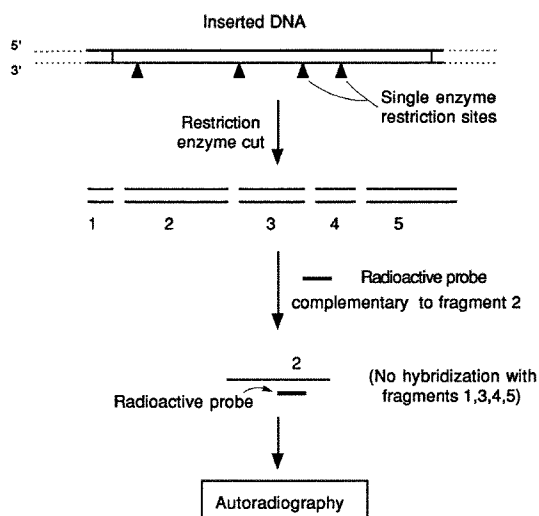 Inserted DNA
5'
3'
Single enzyme
restriction sites
Restriction
enzyme cut
1 2 3 4 5
Radioactive probe
complementary to fragment 2
2
(No hybridization with
fragments 1,3,4,5)
Radioactive probe
Autoradiography